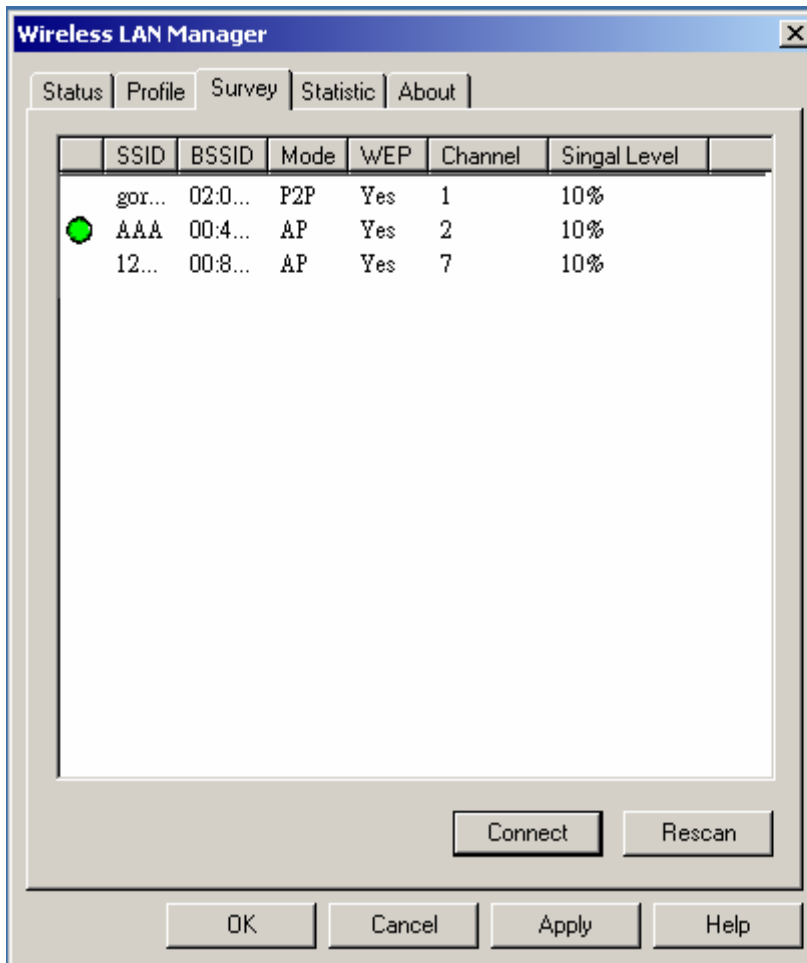 Wireless LAN Manager
Status Profile Survey Statistic About
SSID BSSID Mode WEP Channel Singal Level
gor... 02:0... P2P Yes 1 10%
AAA 00:4... AP Yes 2 10%
12... 00:8... AP Yes 7 10%
Connect Rescan
OK Cancel Apply Help